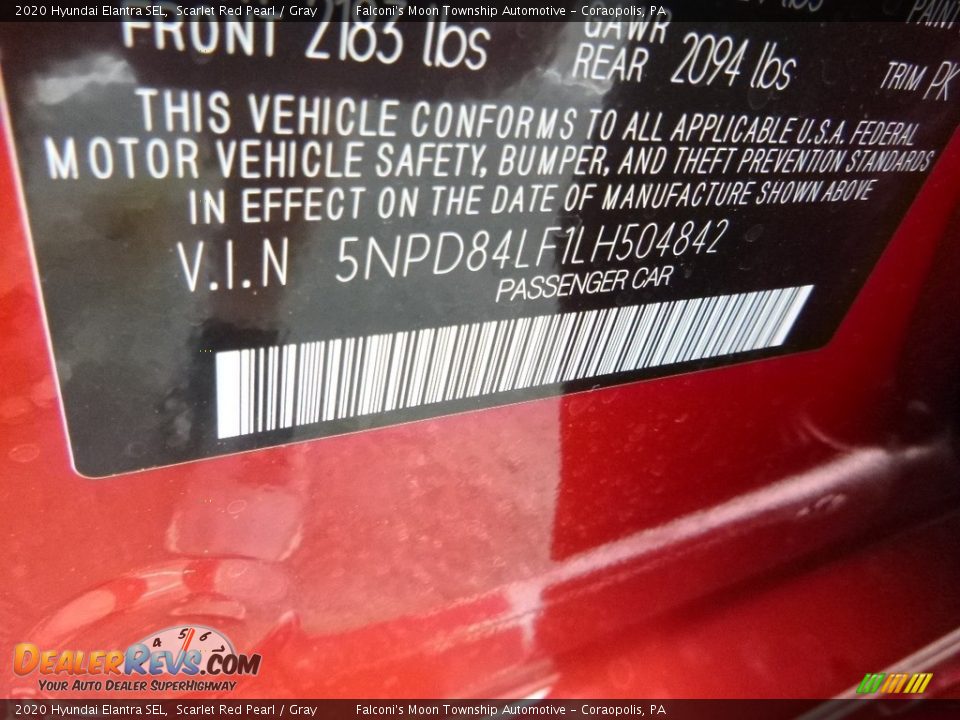 2020 Hyundai Elantra SEL, Scarlet Red Pearl / Gray Falconi's Moon Township Automotive - Coraopolis, PA
FRONT 2183 lbs GAWR REAR 2094 lbs TRIM PK
THIS VEHICLE CONFORMS TO ALL APPLICABLE U.S.A. FEDERAL
MOTOR VEHICLE SAFETY, BUMPER, AND THEFT PREVENTION STANDARDS
IN EFFECT ON THE DATE OF MANUFACTURE SHOWN ABOVE
V.I.N 5NPD84LF1LH504842
PASSENGER CAR
4 5 6
DEALERREVS.COM
YOUR AUTO DEALER SUPERHIGHWAY
2020 Hyundai Elantra SEL, Scarlet Red Pearl / Gray Falconi's Moon Township Automotive - Coraopolis, PA